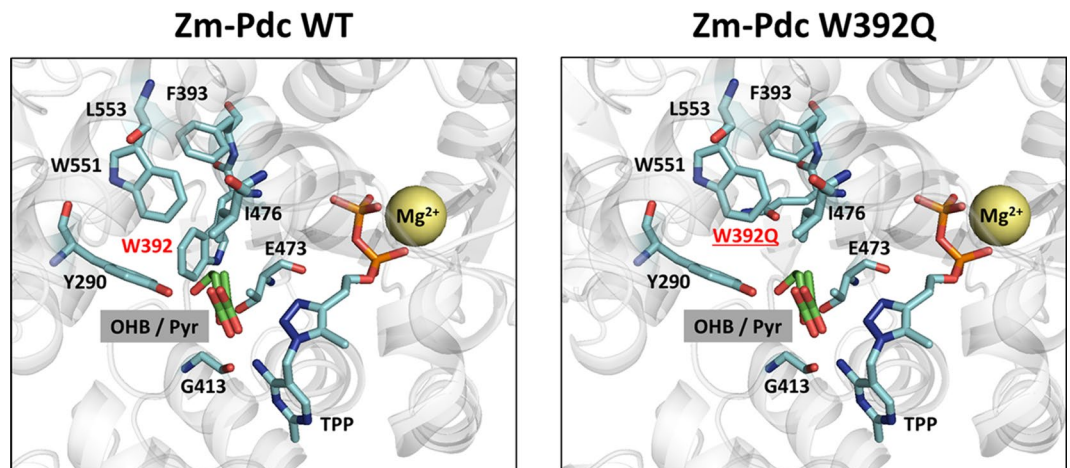 Zm-Pdc WT
F393
L553
W551
I476
Mg²⁺
W392
E473
Y290
OHB / Pyr
G413
TPP
Zm-Pdc W392Q
F393
L553
W551
I476
Mg²⁺
W392Q
E473
Y290
OHB / Pyr
G413
TPP